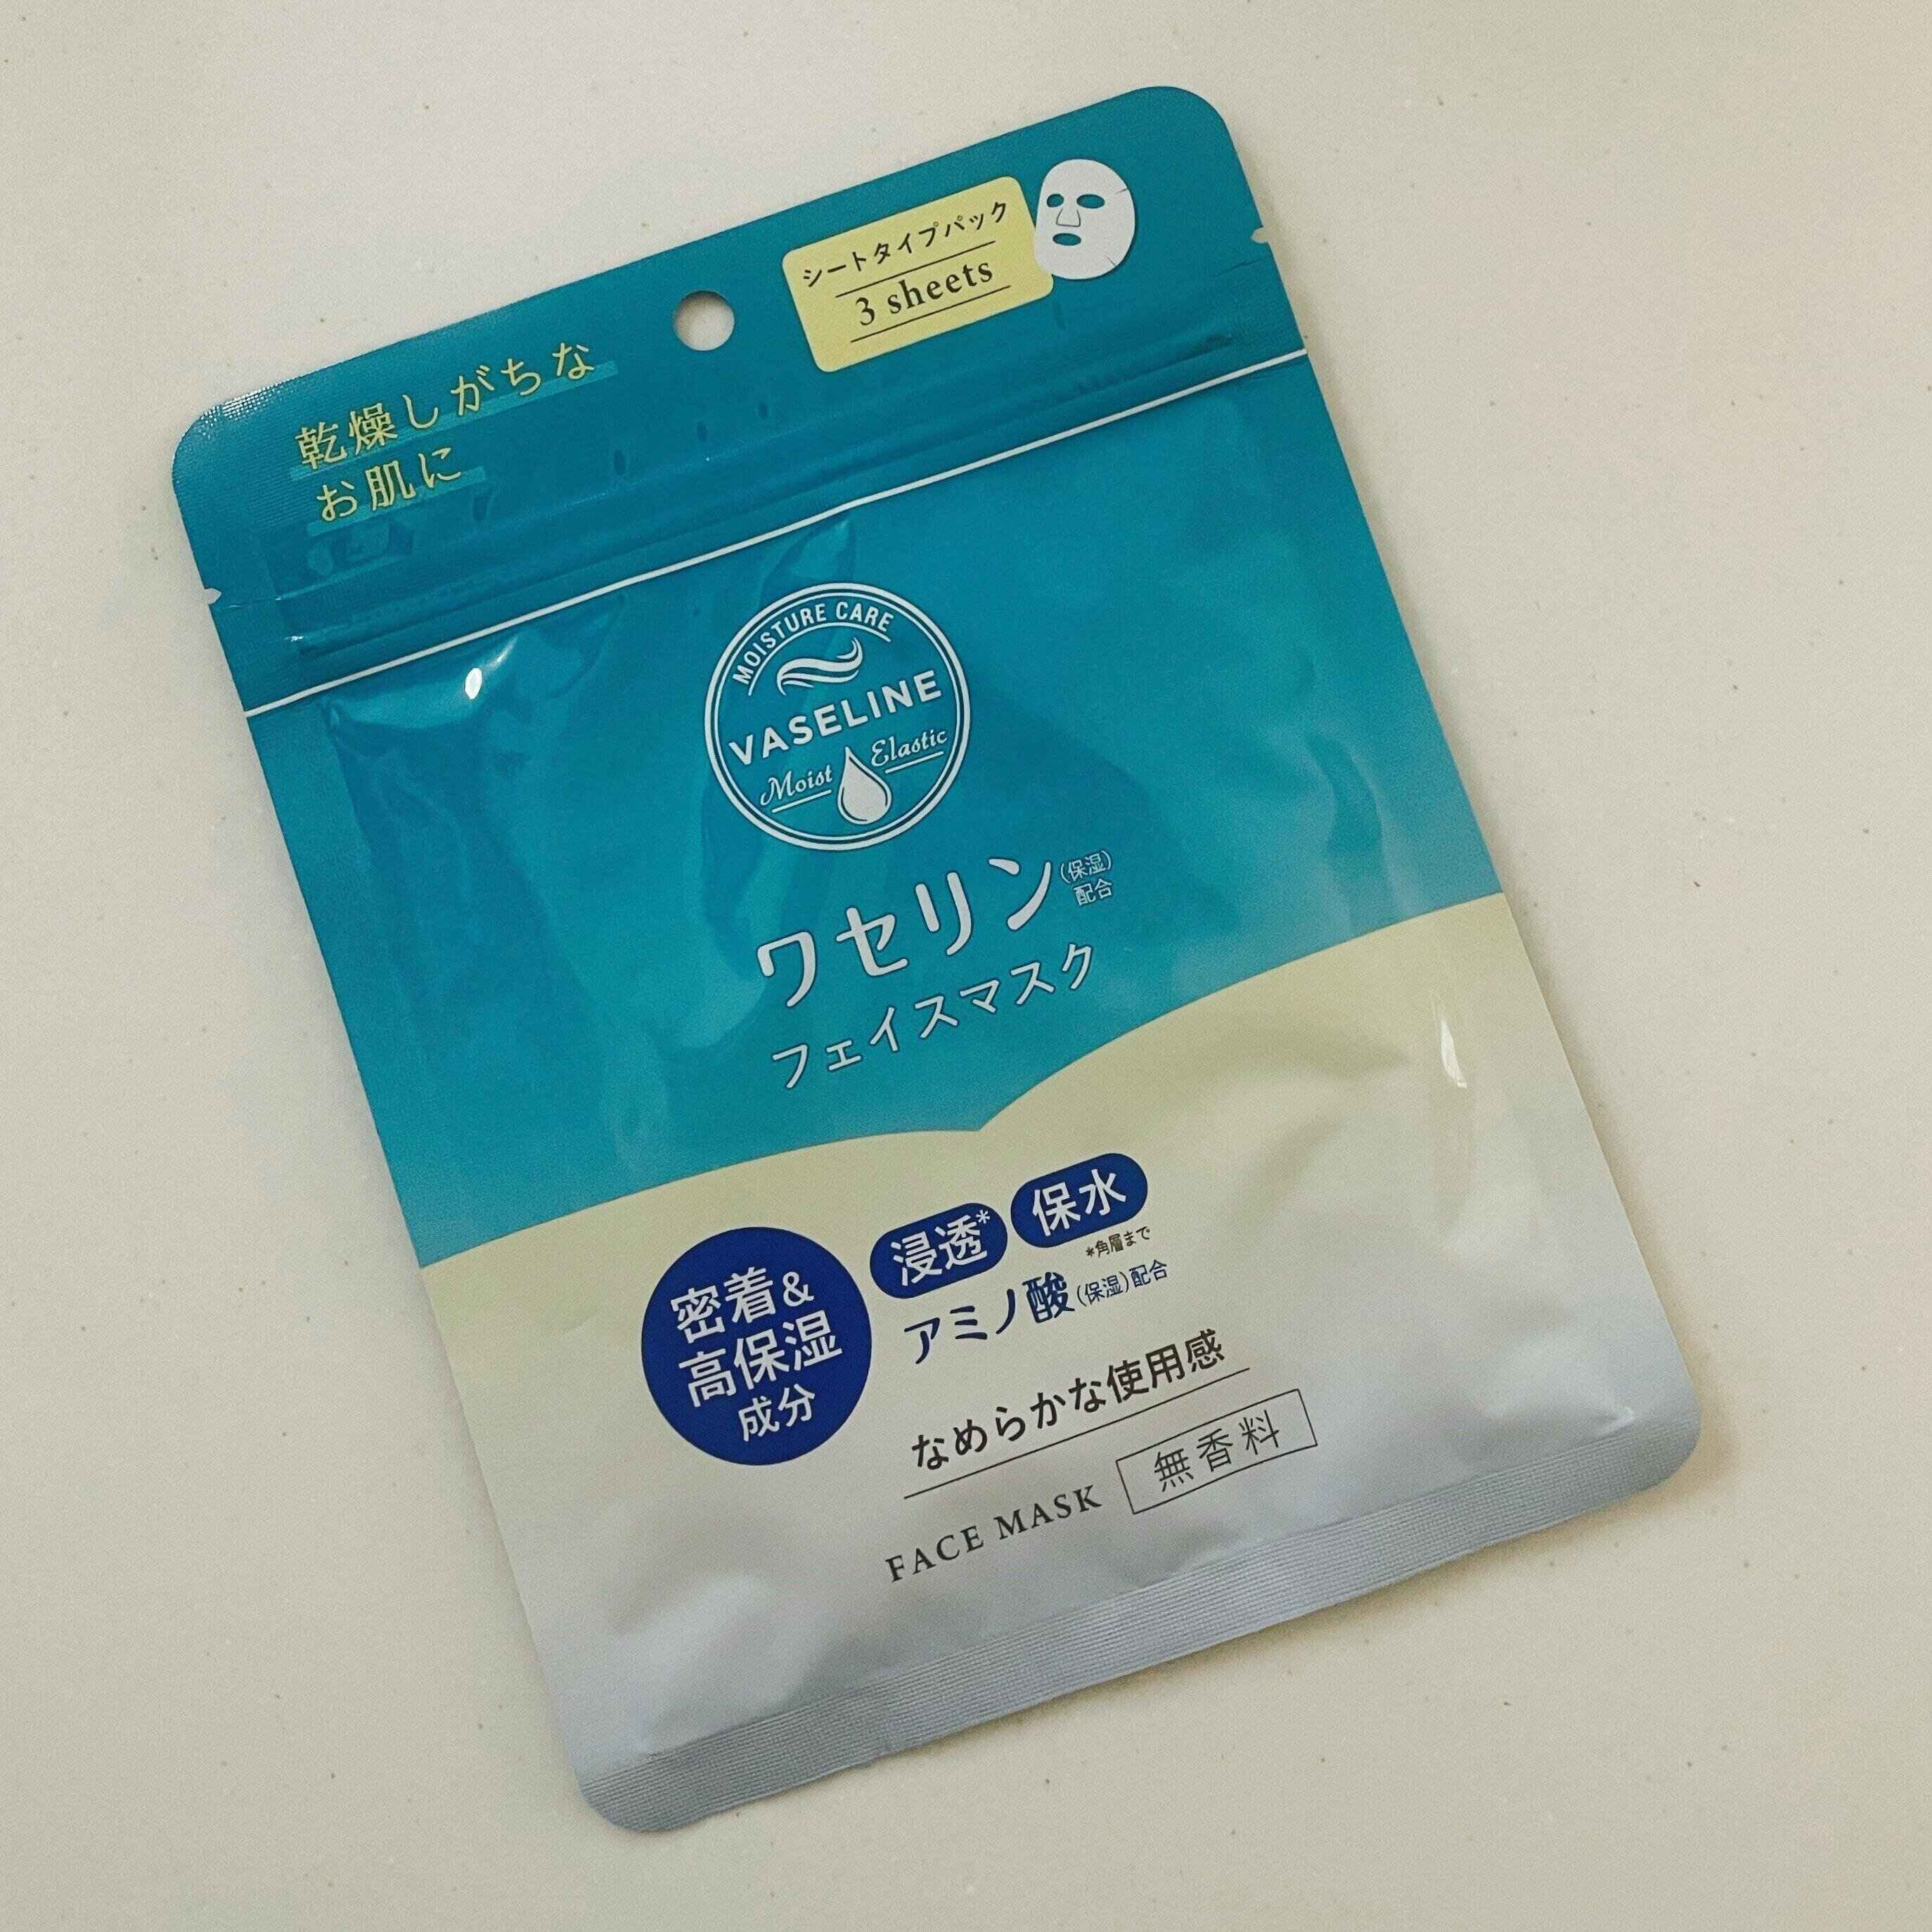 シートタイプパック
3 sheets
乾燥しがちな
お肌に
MOISTURE CARE
VASELINE
Moist Elastic
ワセリン(保湿)配合
フェイスマスク
密着&
高保湿
成分
浸透* 保水
*角層まで
アミノ酸(保湿)配合
なめらかな使用感
FACE MASK 無香料